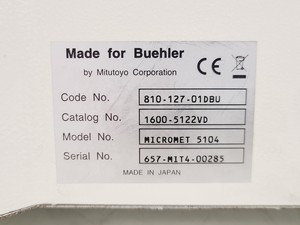 Made for Buehler
by Mitutoyo Corporation
CE
Code No. 810-127-01DBU
Catalog No. 1600-5122VD
Model No. MICROMET 5104
Serial No. 657-MIT4-00285
MADE IN JAPAN